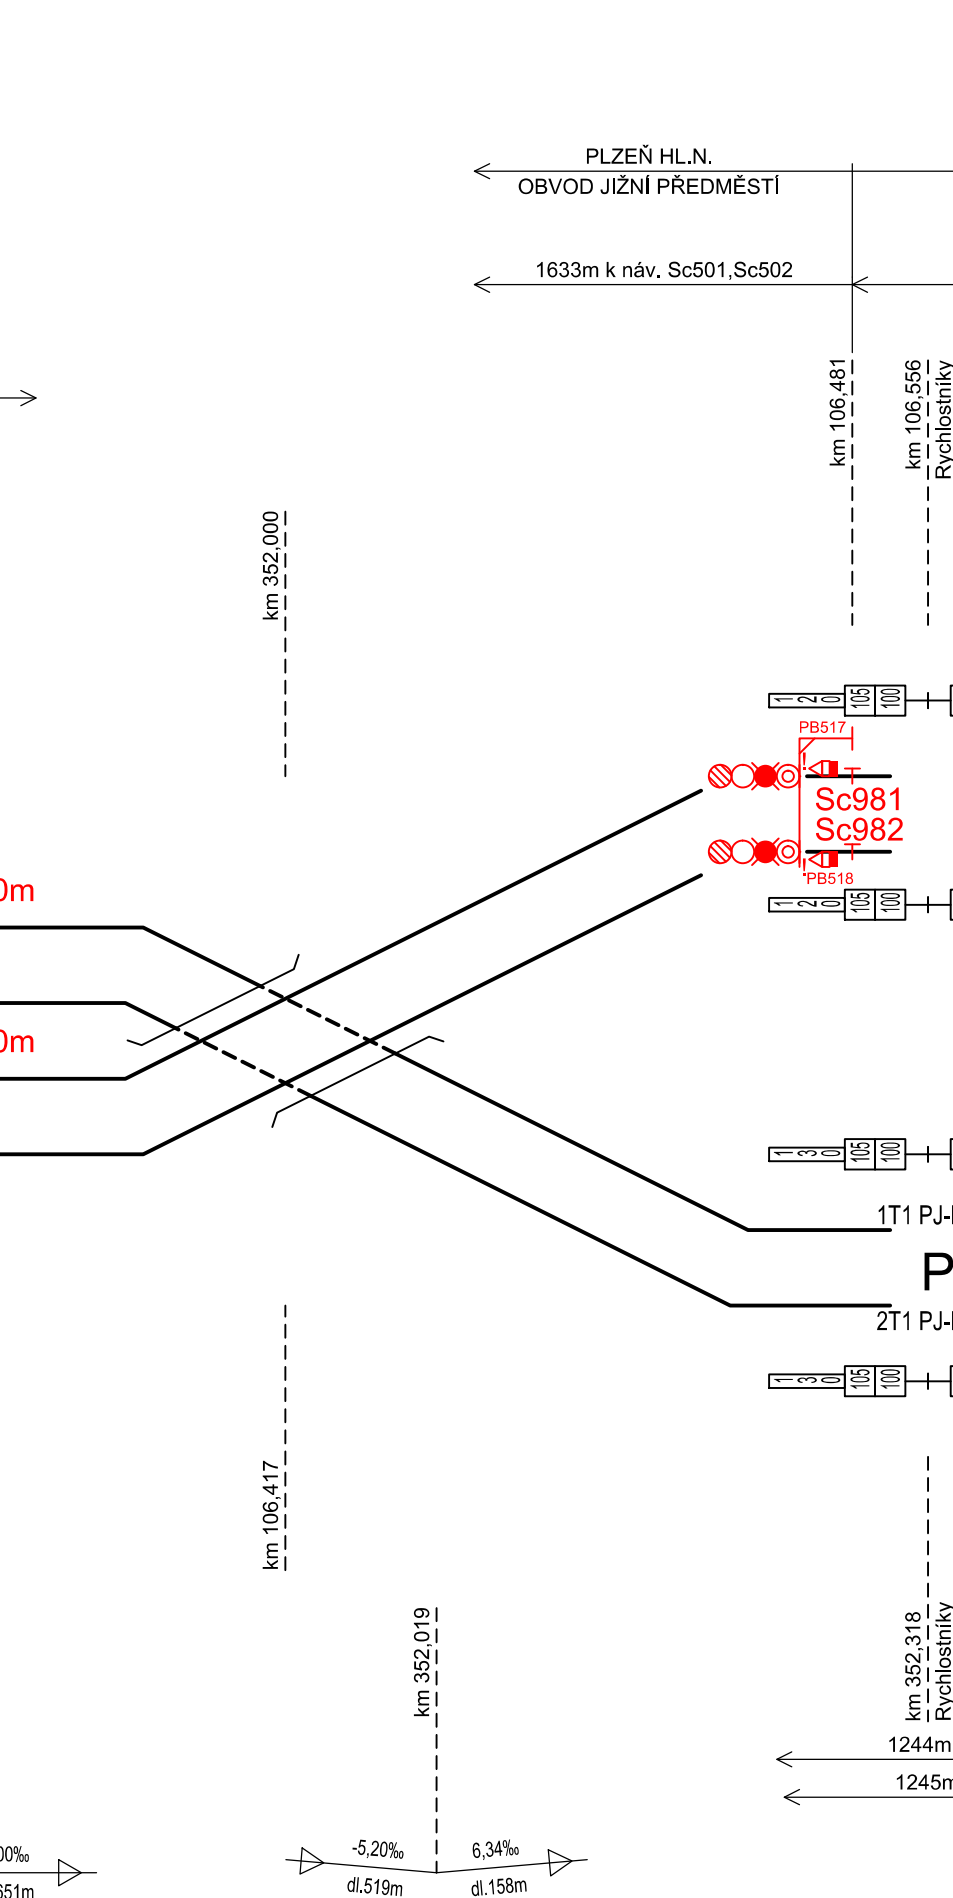 PLZEŇ HL.N.
OBVOD JIŽNÍ PŘEDMĚSTÍ
1633m k náv. Sc501,Sc502
km 106,481
km 106,556
Rychlostníky
km 352,000
120 105 100
PB517
Sc981
Sc982
PB518
120 105 100
0m
0m
130 105 100
1T1 PJ-
P
2T1 PJ-
130 105 100
km 106,417
km 352,019
km 352,318
Rychlostníky
1244m
1245m
00‰
651m
-5,20‰
dl.519m
6,34‰
dl.158m